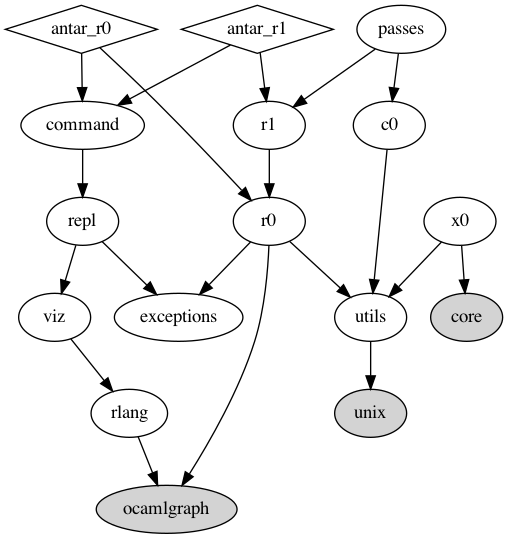 antar_r0
antar_r1
passes
command
r1
c0
repl
r0
x0
viz
exceptions
utils
core
rlang
unix
ocamlgraph